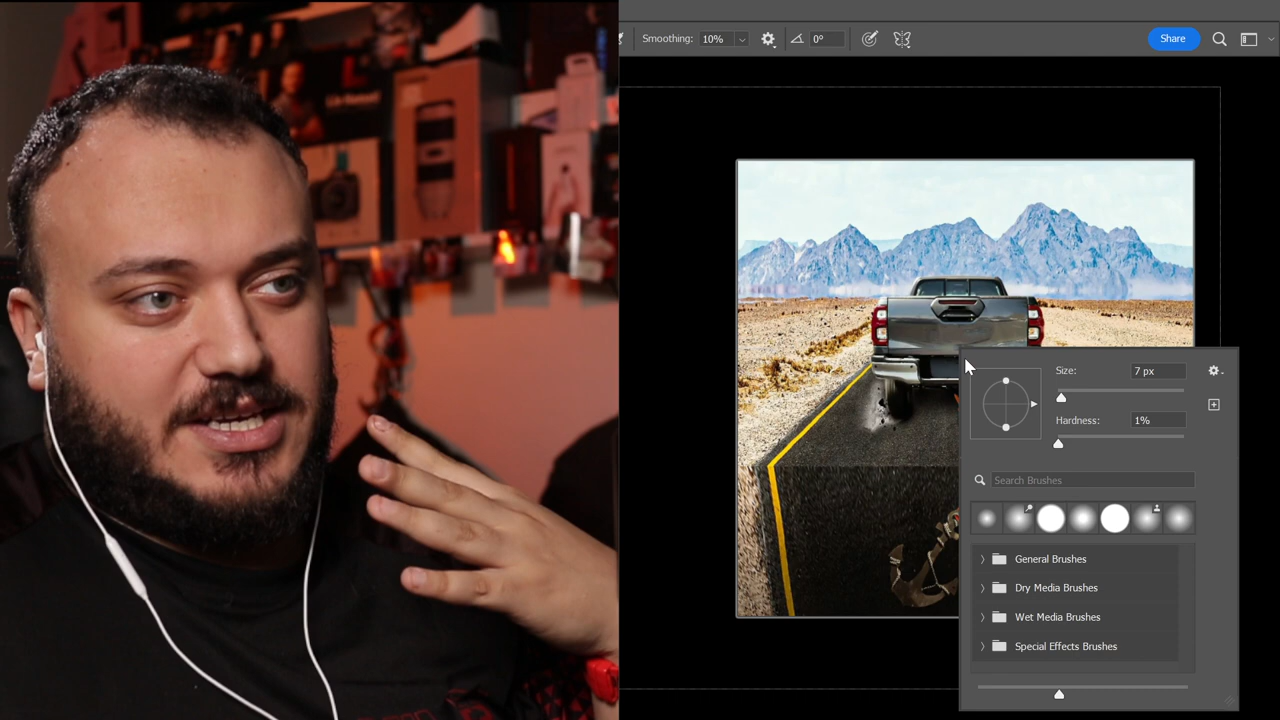 Smoothing: 10% 0°
Share
Size: 7 px
Hardness: 1%
Search Brushes
General Brushes
Dry Media Brushes
Wet Media Brushes
Special Effects Brushes